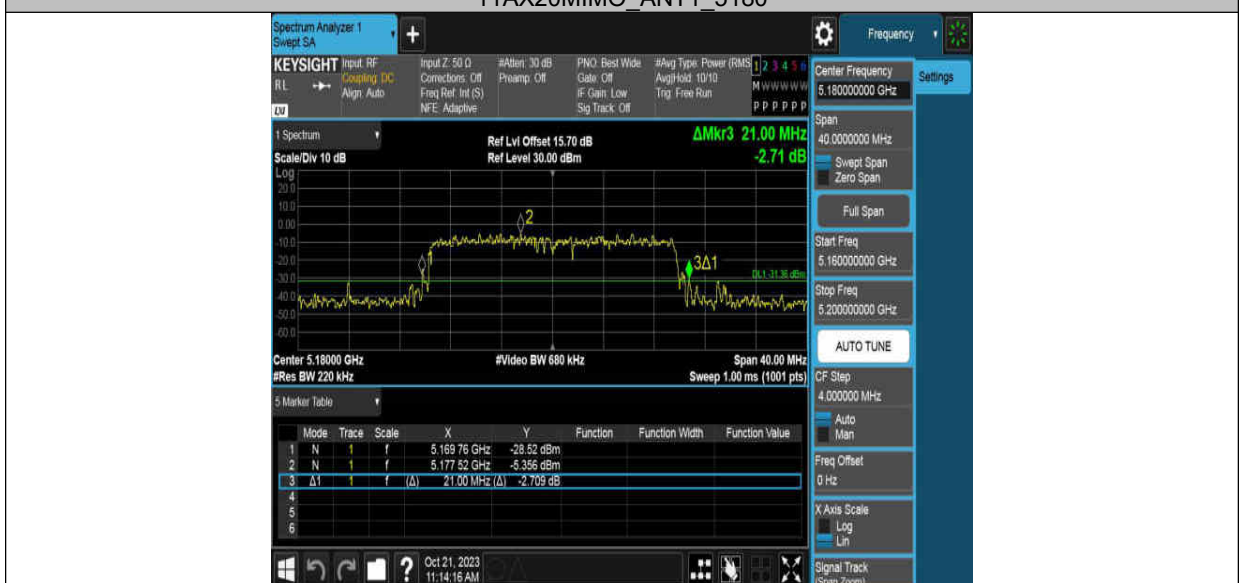 11AX20MIMO_ANT1_5180
Spectrum Analyzer 1
Swept SA
+
Frequency
KEYSIGHT
RL
LXI
Input: RF
Coupling: DC
Align: Auto
Input Z: 50 Ω
Corrections: Off
Freq Ref: Int (S)
NFE: Adaptive
#Atten: 30 dB
Preamp: Off
PNO: Best Wide
Gate: Off
IF Gain: Low
Sig Track: Off
#Avg Type: Power (RMS
Avg|Hold: 10/10
Trig: Free Run
1 2 3 4 5 6
M W W W W W
P P P P P P
Center Frequency
5.180000000 GHz
Settings
Span
40.0000000 MHz
Swept Span
Zero Span
Full Span
Start Freq
5.160000000 GHz
Stop Freq
5.200000000 GHz
AUTO TUNE
CF Step
4.000000 MHz
Auto
Man
Freq Offset
0 Hz
X Axis Scale
Log
Lin
Signal Track
(Span Zoom)
1 Spectrum
Scale/Div 10 dB
Ref Lvl Offset 15.70 dB
Ref Level 30.00 dBm
ΔMkr3 21.00 MHz
-2.71 dB
Log
20.0
10.0
0.00
-10.0
-20.0
-30.0
-40.0
-50.0
-60.0
2
3Δ1
DL1 -31.36 dBm
Center 5.18000 GHz
#Res BW 220 kHz
#Video BW 680 kHz
Span 40.00 MHz
Sweep 1.00 ms (1001 pts)
5 Marker Table
Mode Trace Scale X Y Function Function Width Function Value
1 N 1 f 5.169 76 GHz -28.52 dBm
2 N 1 f 5.177 52 GHz -5.356 dBm
3 Δ1 1 f (Δ) 21.00 MHz (Δ) -2.709 dB
4
5
6
?
Oct 21, 2023
11:14:16 AM